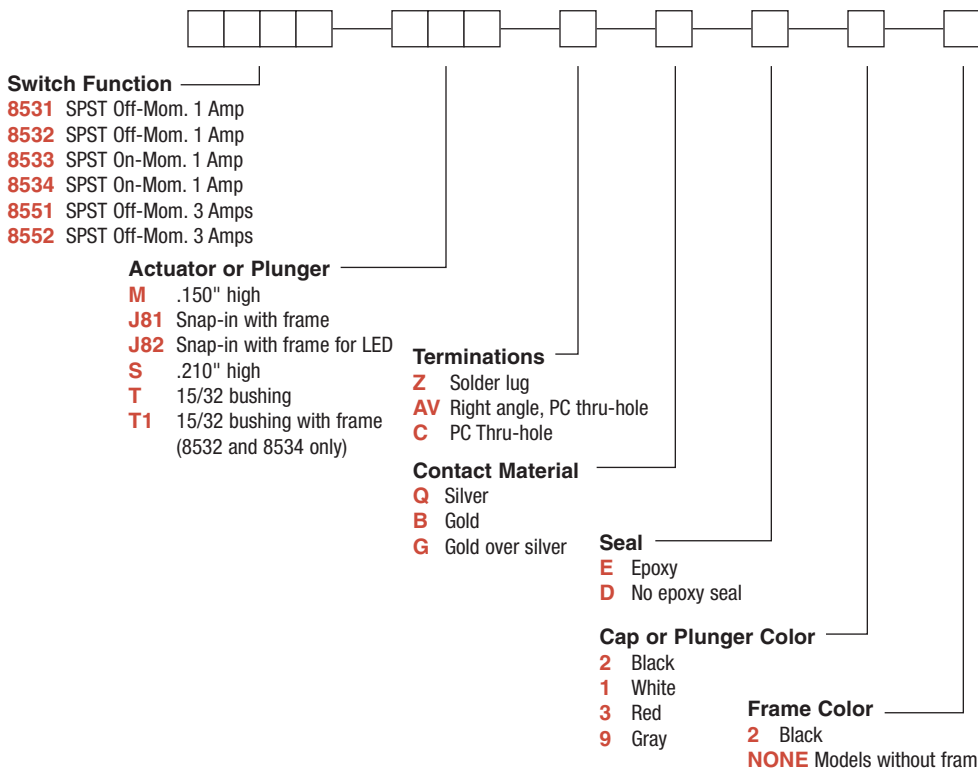 Switch Function
8531 SPST Off-Mom. 1 Amp
8532 SPST Off-Mom. 1 Amp
8533 SPST On-Mom. 1 Amp
8534 SPST On-Mom. 1 Amp
8551 SPST Off-Mom. 3 Amps
8552 SPST Off-Mom. 3 Amps
Actuator or Plunger
M .150" high
J81 Snap-in with frame
J82 Snap-in with frame for LED
S .210" high
T 15/32 bushing
T1 15/32 bushing with frame
(8532 and 8534 only)
Terminations
Z Solder lug
AV Right angle, PC thru-hole
C PC Thru-hole
Contact Material
Q Silver
B Gold
G Gold over silver
Seal
E Epoxy
D No epoxy seal
Cap or Plunger Color
2 Black
1 White
3 Red
9 Gray
Frame Color
2 Black
NONE Models without fram